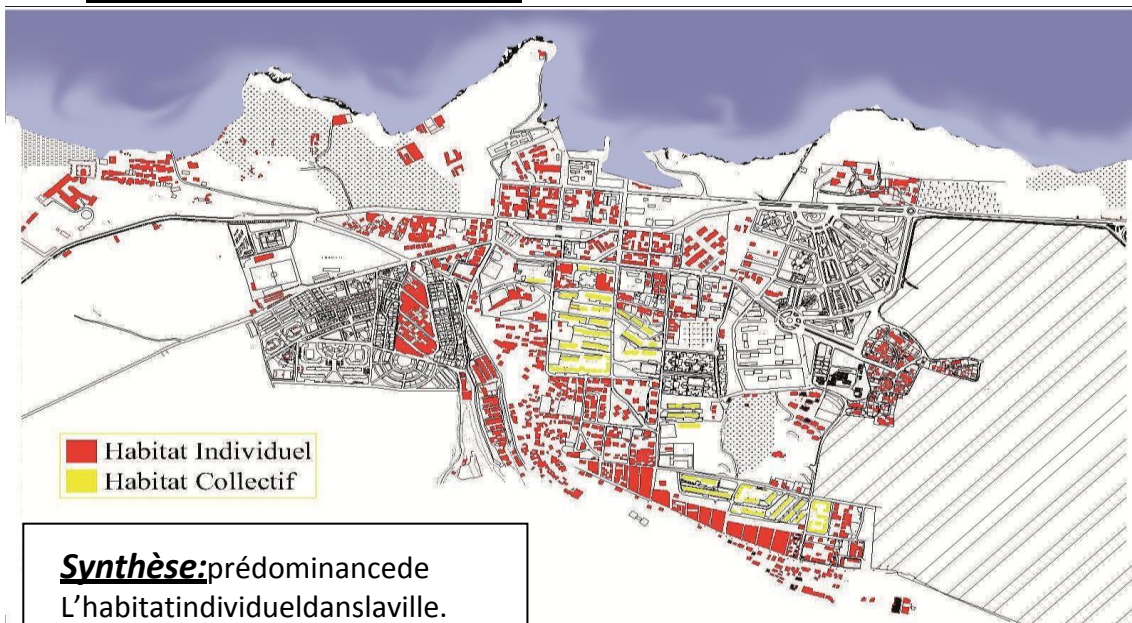 Habitat Individuel
Habitat Collectif
Synthèse:prédominancede
L’habitatindividueldanslaville.